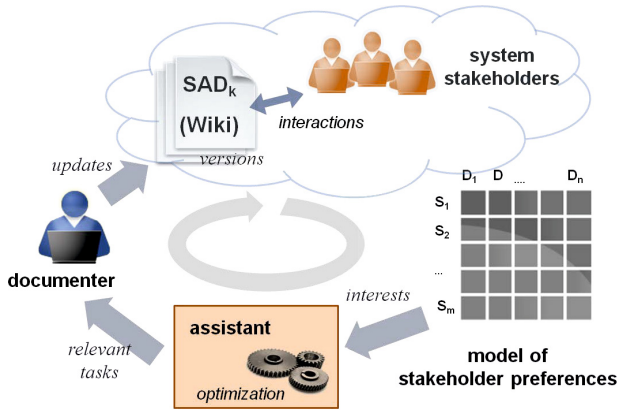 SADk
(Wiki)
versions
system
stakeholders
interactions
updates
documenter
D1 D .... Dn
S1
S2
...
Sm
interests
assistant
optimization
relevant
tasks
model of
stakeholder preferences